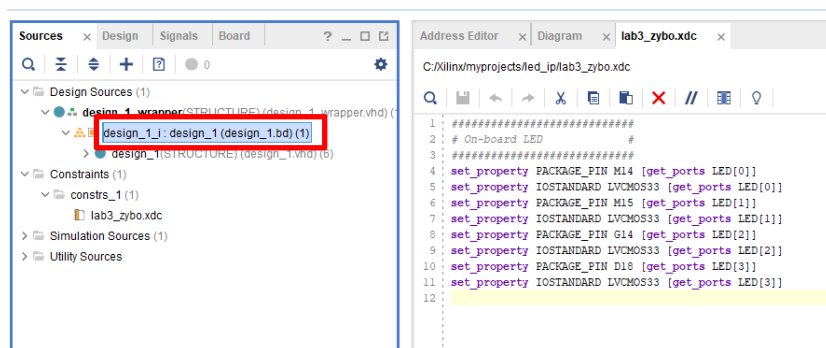 Sources × Design Signals Board ? _
0
Design Sources (1)
design_1_wrapper(STRUCTURE) (design_1_wrapper.vhd) (1
design_1_i : design_1 (design_1.bd) (1)
design_1(STRUCTURE) (design_1.vhd) (6)
Constraints (1)
constrs_1 (1)
lab3_zybo.xdc
Simulation Sources (1)
Utility Sources
Address Editor × Diagram × lab3_zybo.xdc ×
C:/Xilinx/myprojects/led_ip/lab3_zybo.xdc
1 ############################
2 # On-board LED #
3 ############################
4 set_property PACKAGE_PIN M14 [get_ports LED[0]]
5 set_property IOSTANDARD LVCMOS33 [get_ports LED[0]]
6 set_property PACKAGE_PIN M15 [get_ports LED[1]]
7 set_property IOSTANDARD LVCMOS33 [get_ports LED[1]]
8 set_property PACKAGE_PIN G14 [get_ports LED[2]]
9 set_property IOSTANDARD LVCMOS33 [get_ports LED[2]]
10 set_property PACKAGE_PIN D18 [get_ports LED[3]]
11 set_property IOSTANDARD LVCMOS33 [get_ports LED[3]]
12